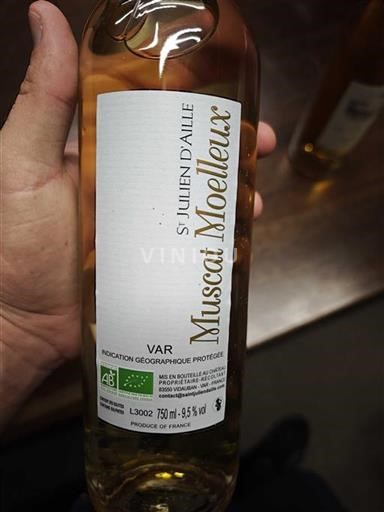 St JULIEN D'AILLE
Muscat Moelleux
VAR
INDICATION GÉOGRAPHIQUE PROTÉGÉE
MIS EN BOUTEILLE AU CHÂTEAU
PROPRIÉTAIRE-RÉCOLTANT
83550 VIDAUBAN - VAR - FRANCE
contact@saintjuliendaille.com
AB
L3002 750 ml - 9,5 % vol
PRODUCE OF FRANCE
VINIOU